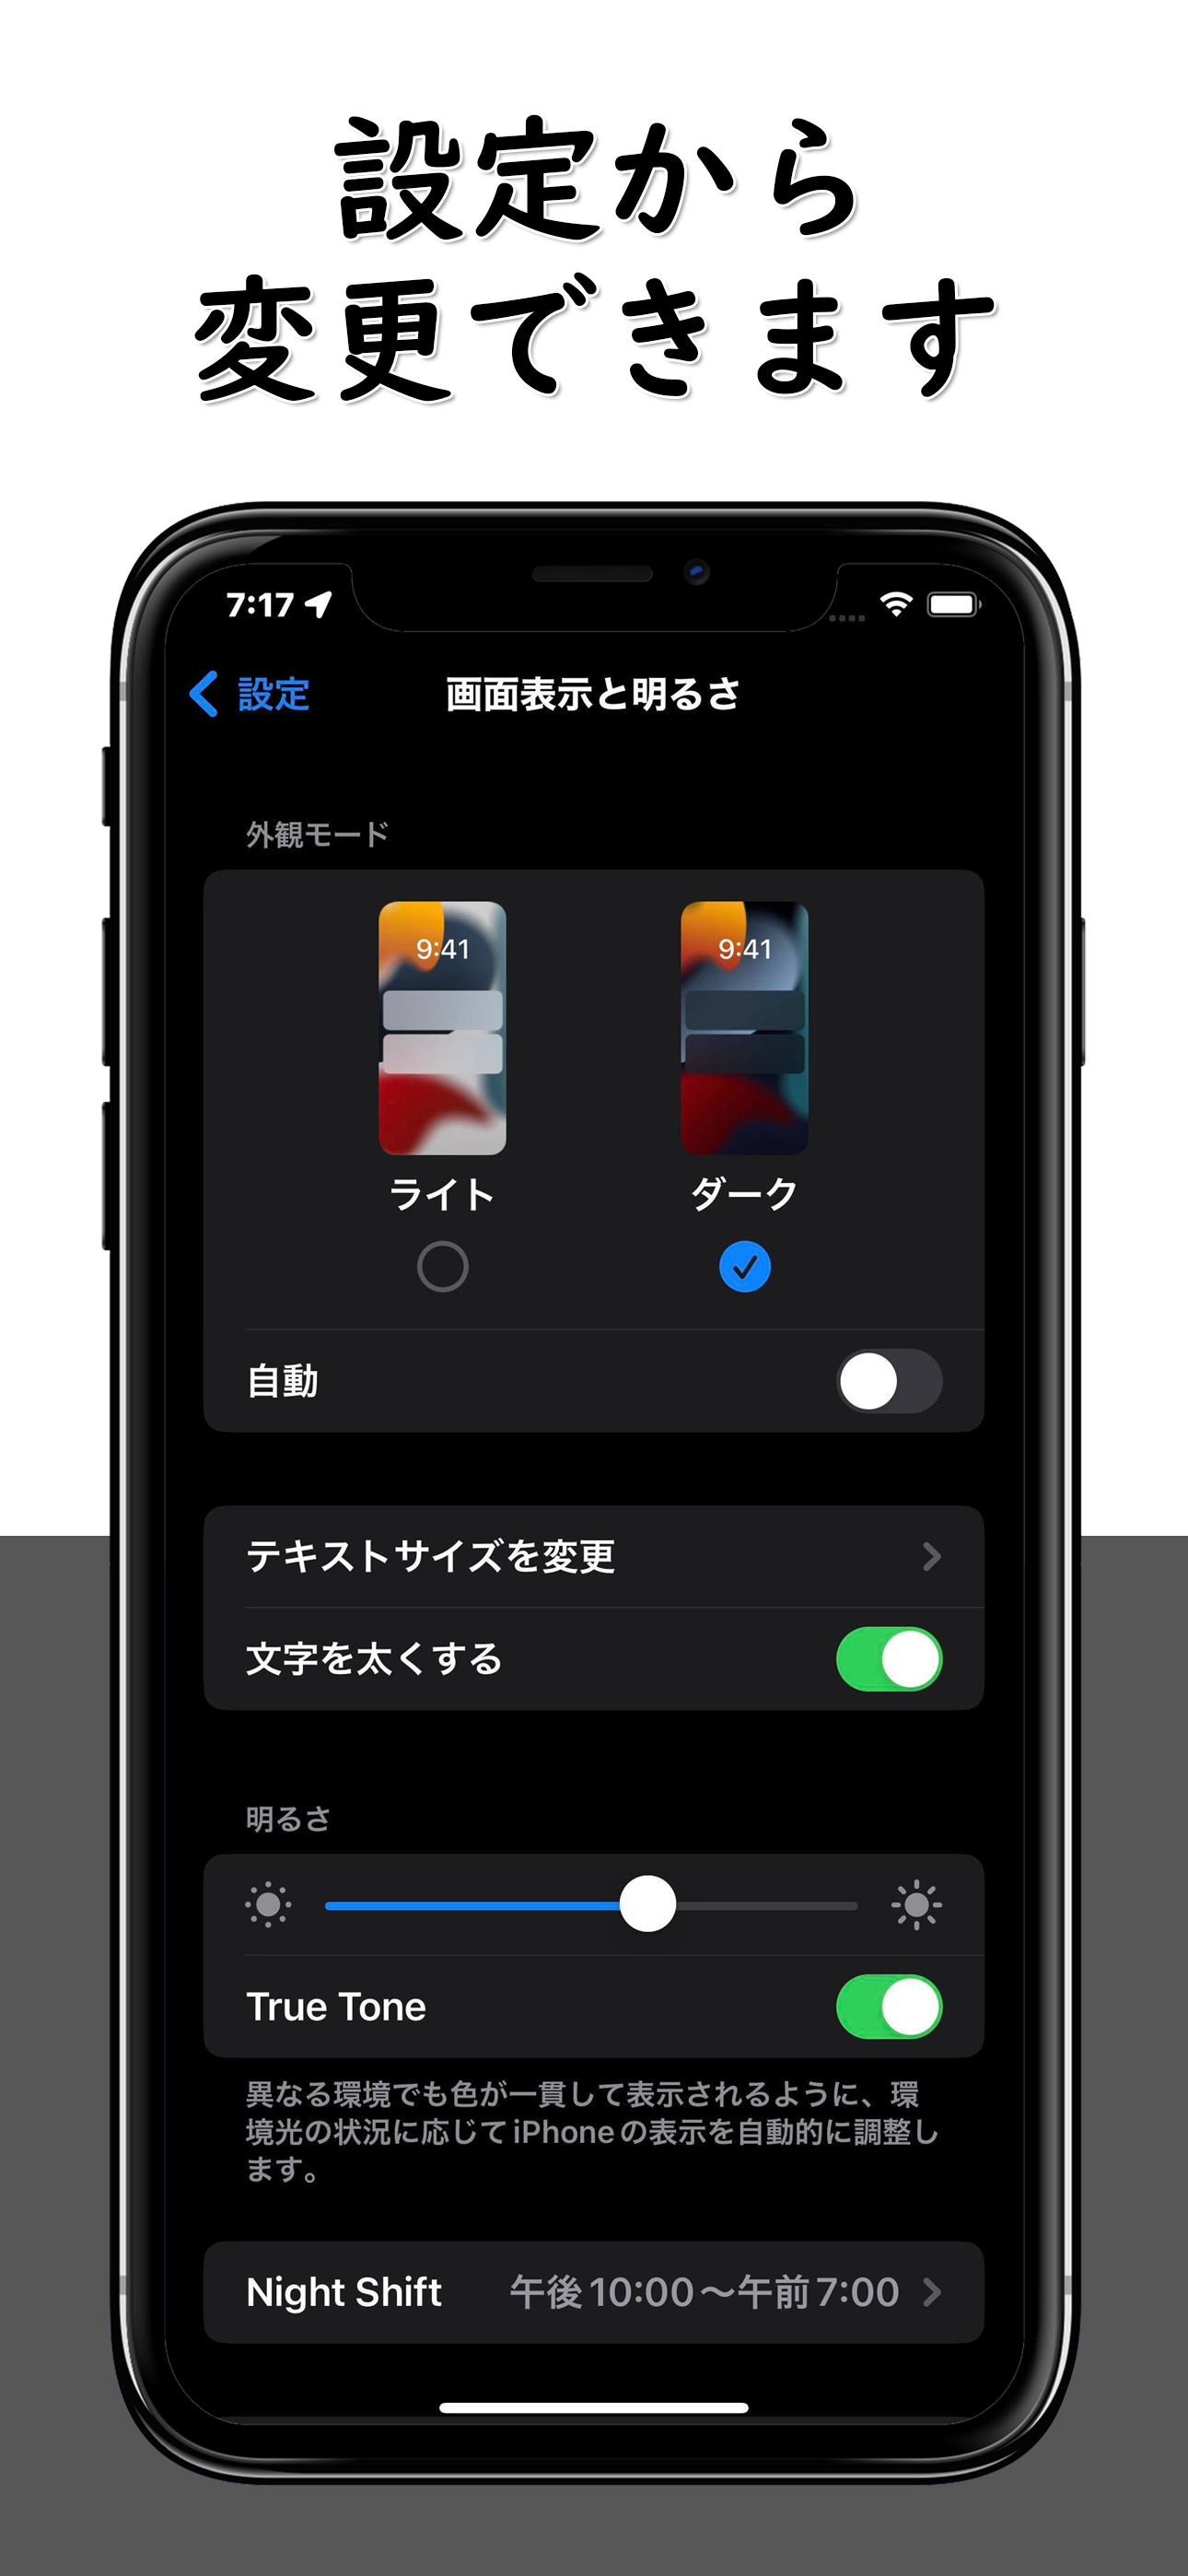 設定から
変更できます
7:17
設定
画面表示と明るさ
外観モード
9:41
9:41
ライト
ダーク
自動
テキストサイズを変更
文字を太くする
明るさ
True Tone
異なる環境でも色が一貫して表示されるように、環
境光の状況に応じてiPhoneの表示を自動的に調整し
ます。
Night Shift 午後10:00〜午前7:00